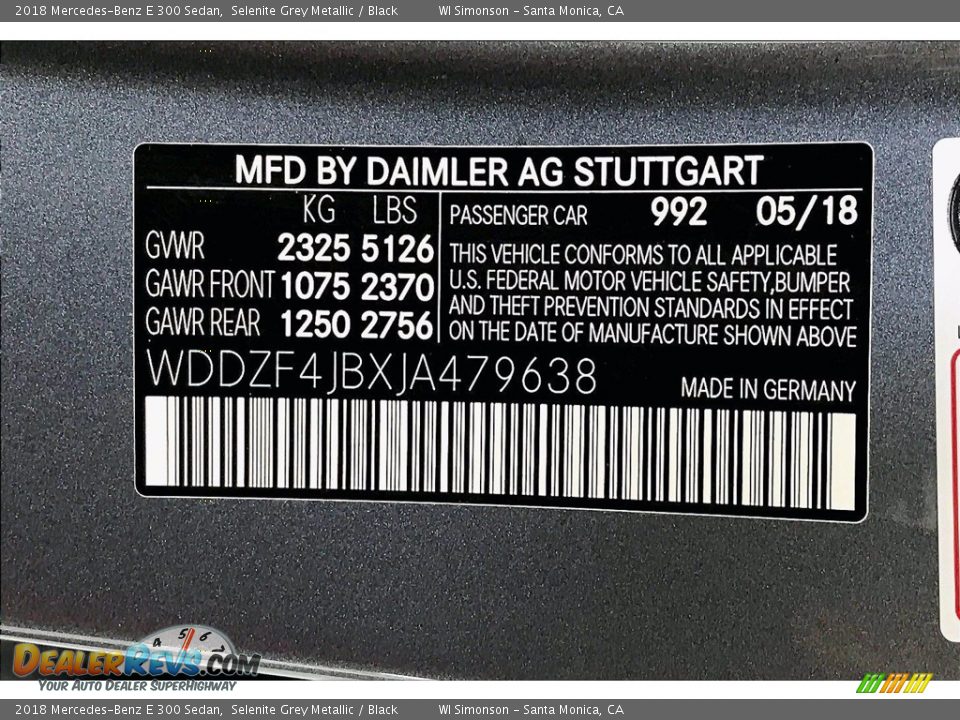 2018 Mercedes-Benz E 300 Sedan, Selenite Grey Metallic / Black WI Simonson - Santa Monica, CA
MFD BY DAIMLER AG STUTTGART
KG LBS
GVWR 2325 5126
GAWR FRONT 1075 2370
GAWR REAR 1250 2756
PASSENGER CAR 992 05/18
THIS VEHICLE CONFORMS TO ALL APPLICABLE
U.S. FEDERAL MOTOR VEHICLE SAFETY,BUMPER
AND THEFT PREVENTION STANDARDS IN EFFECT
ON THE DATE OF MANUFACTURE SHOWN ABOVE
WDDZF4JBXJA479638
MADE IN GERMANY
4 5 6 7
DEALERREVS.COM
YOUR AUTO DEALER SUPERHIGHWAY
2018 Mercedes-Benz E 300 Sedan, Selenite Grey Metallic / Black WI Simonson - Santa Monica, CA